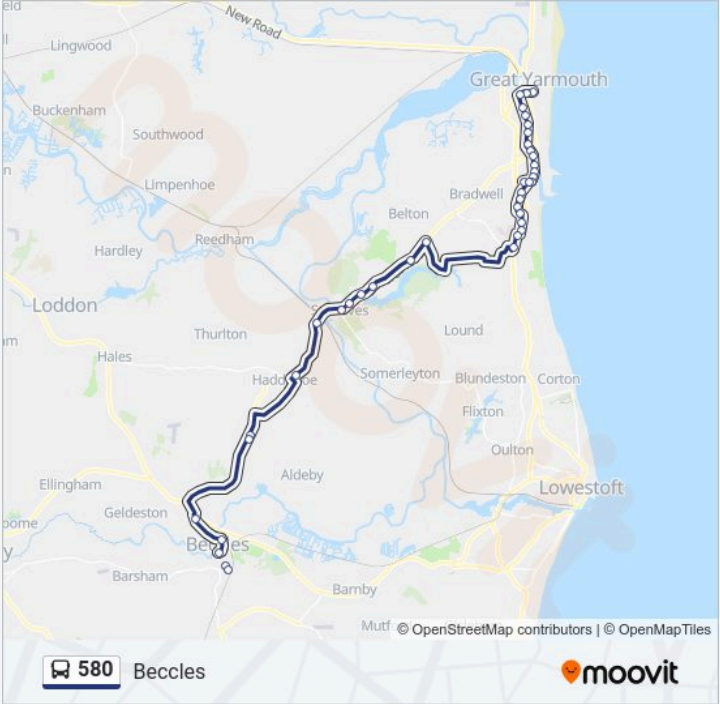 New Road
Lingwood
Great Yarmouth
Buckenham
Southwood
Limpenhoe
Bradwell
Belton
Reedham
Hardley
Loddon
Lound
Thurlton
Hales
Somerleyton
Blundeston
Corton
Flixton
Oulton
Aldeby
Ellingham
Lowestoft
Geldeston
Beccles
Barsham
Barnby
© OpenStreetMap contributors | © OpenMapTiles
580 Beccles
moovit